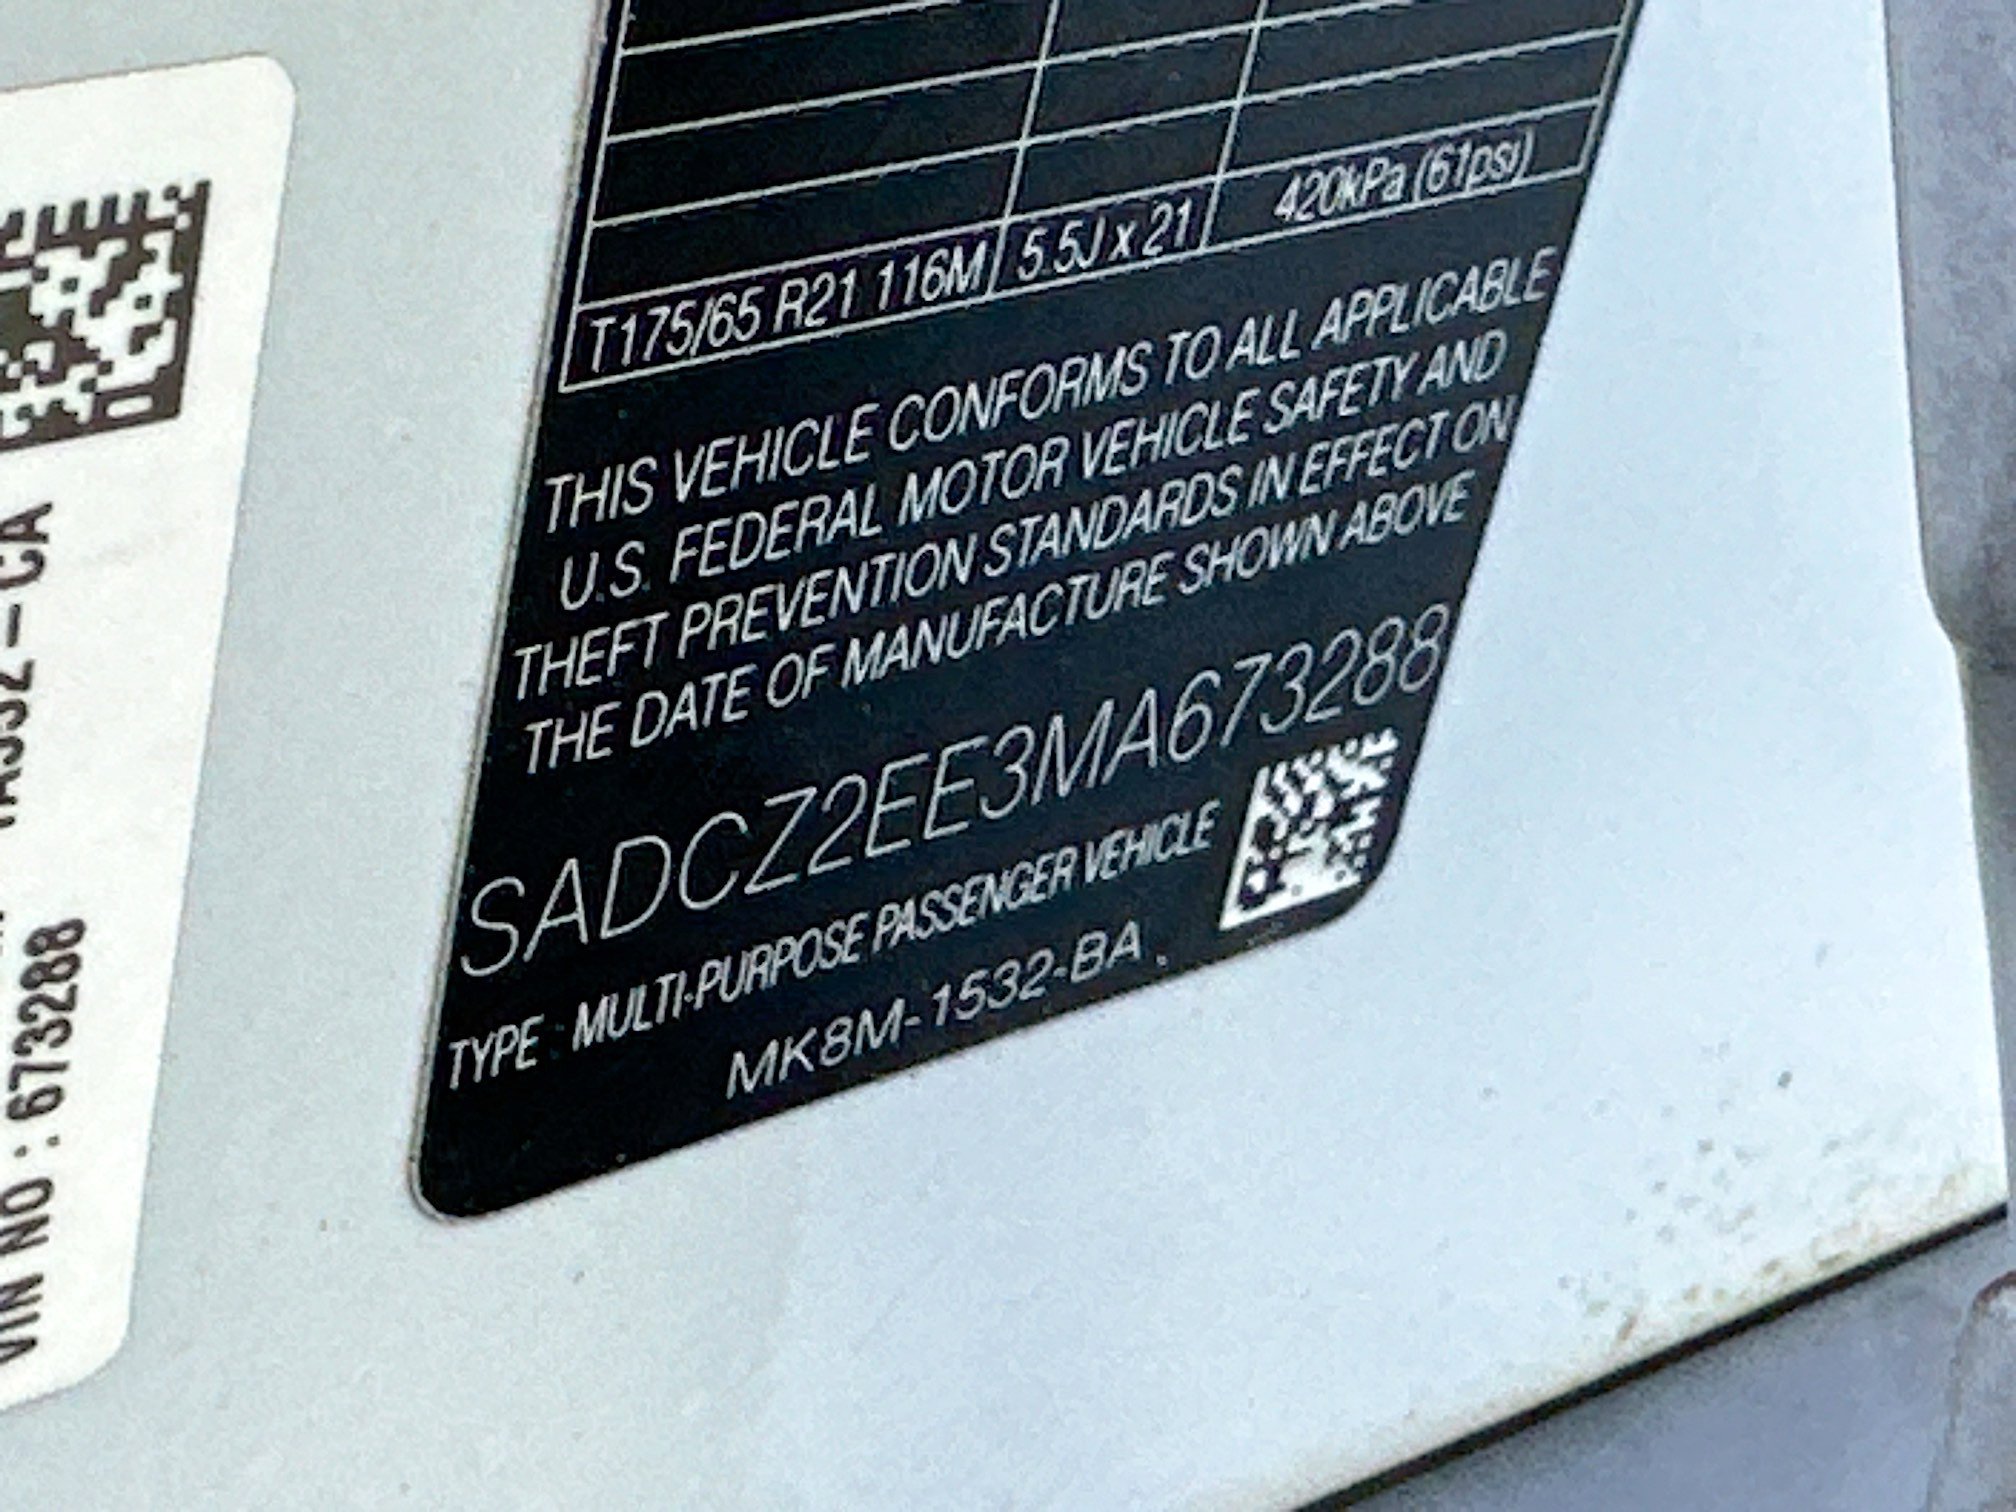 T175/65 R21 116M 5.5J x 21 420kPa (61psi)
THIS VEHICLE CONFORMS TO ALL APPLICABLE
U.S. FEDERAL MOTOR VEHICLE SAFETY AND
THEFT PREVENTION STANDARDS IN EFFECT ON
THE DATE OF MANUFACTURE SHOWN ABOVE
SADCZ2EE3MA673288
TYPE : MULTI-PURPOSE PASSENGER VEHICLE
MK8M-1532-BA
VIN NO : 673288